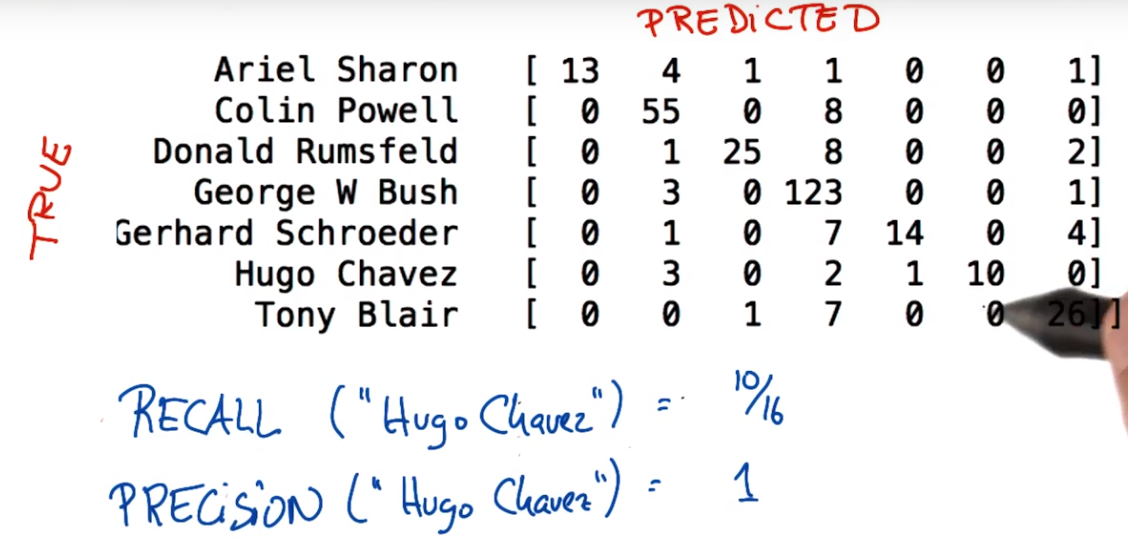 PREDICTED
TRUE
Ariel Sharon [ 13 4 1 1 0 0 1]
Colin Powell [ 0 55 0 8 0 0 0]
Donald Rumsfeld [ 0 1 25 8 0 0 2]
George W Bush [ 0 3 0 123 0 0 1]
Gerhard Schroeder [ 0 1 0 7 14 0 4]
Hugo Chavez [ 0 3 0 2 1 10 0]
Tony Blair [ 0 0 1 7 0 0 26]]
RECALL ("Hugo Chavez") = 10/16
PRECISION ("Hugo Chavez") = 1